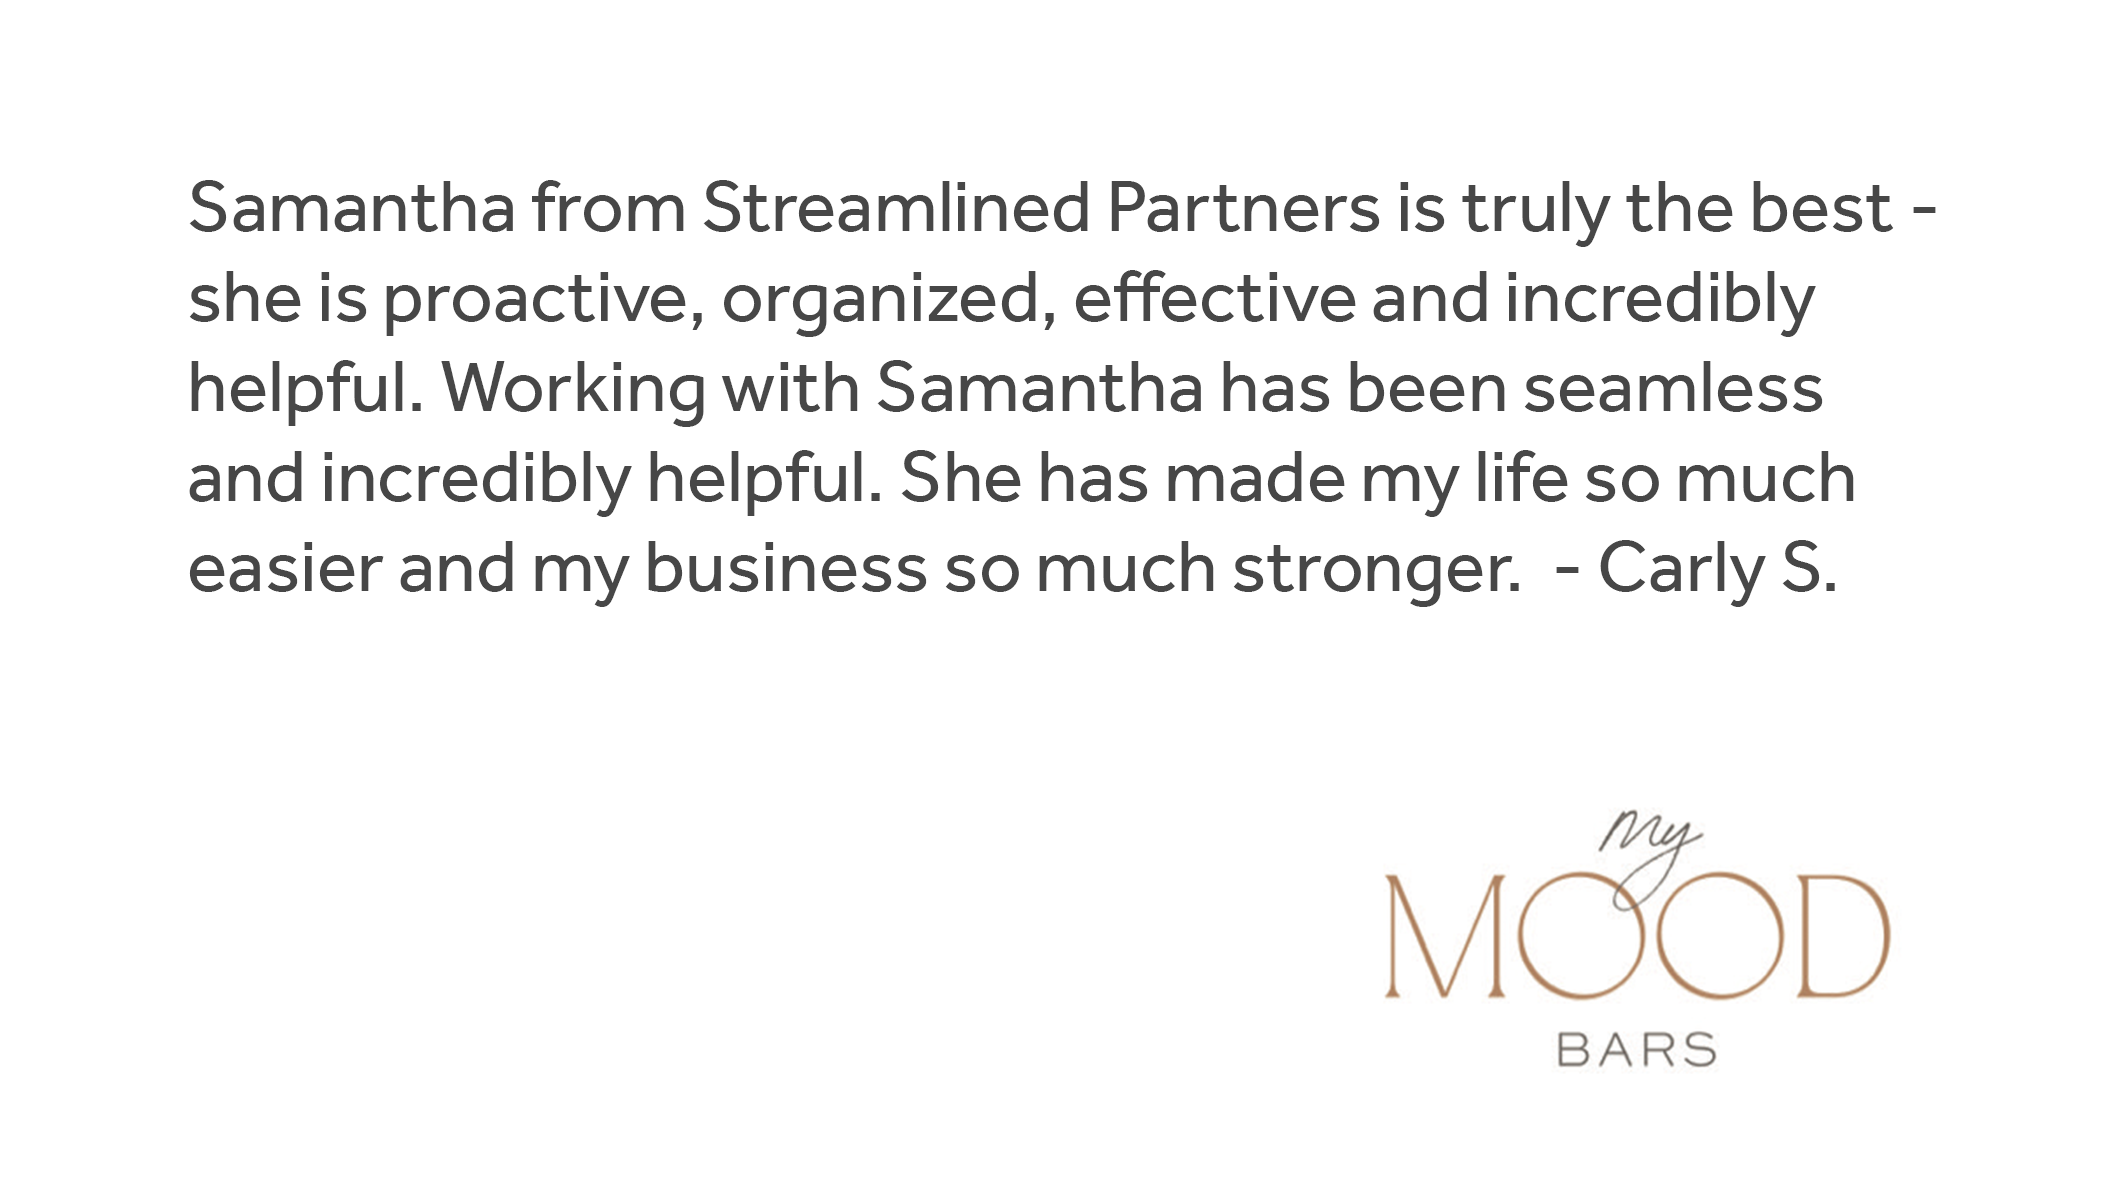 Samantha from Streamlined Partners is truly the best -
she is proactive, organized, effective and incredibly
helpful. Working with Samantha has been seamless
and incredibly helpful. She has made my life so much
easier and my business so much stronger.  - Carly S.
my
MOOD
BARS